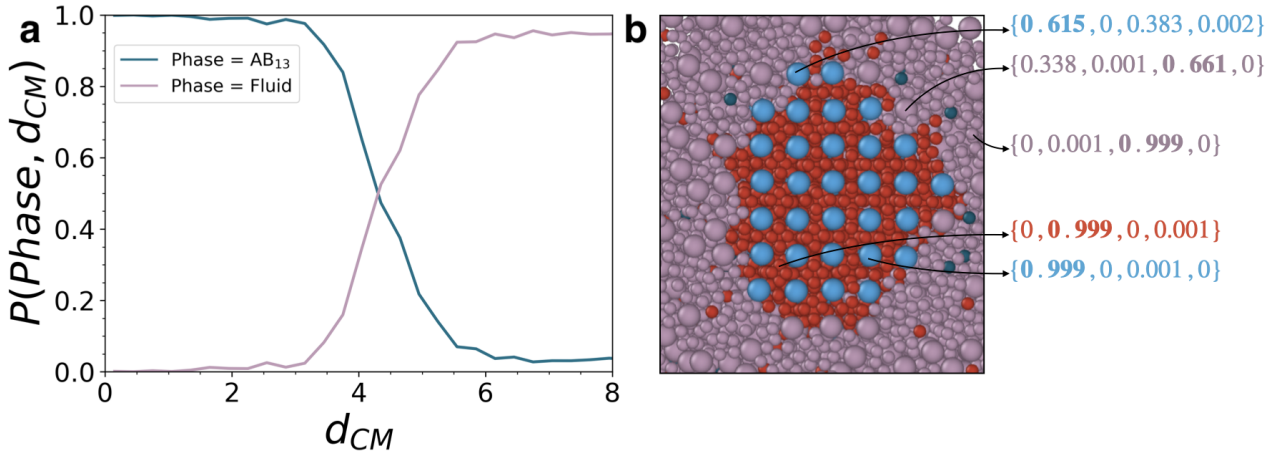 a
P(Phase, d_CM)
1.0
0.8
0.6
0.4
0.2
0.0
Phase = AB₁₃
Phase = Fluid
0
2
4
6
8
d_CM
b
{0.615, 0, 0.383, 0.002}
{0.338, 0.001, 0.661, 0}
{0, 0.001, 0.999, 0}
{0, 0.999, 0, 0.001}
{0.999, 0, 0.001, 0}